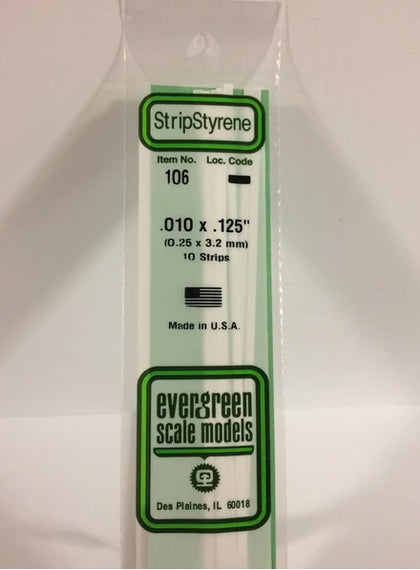 StripStyrene
Item No. Loc. Code
106
.010 x .125"
(0.25 x 3.2 mm)
10 Strips
Made in U.S.A.
evergreen
scale models
Des Plaines, IL 60018